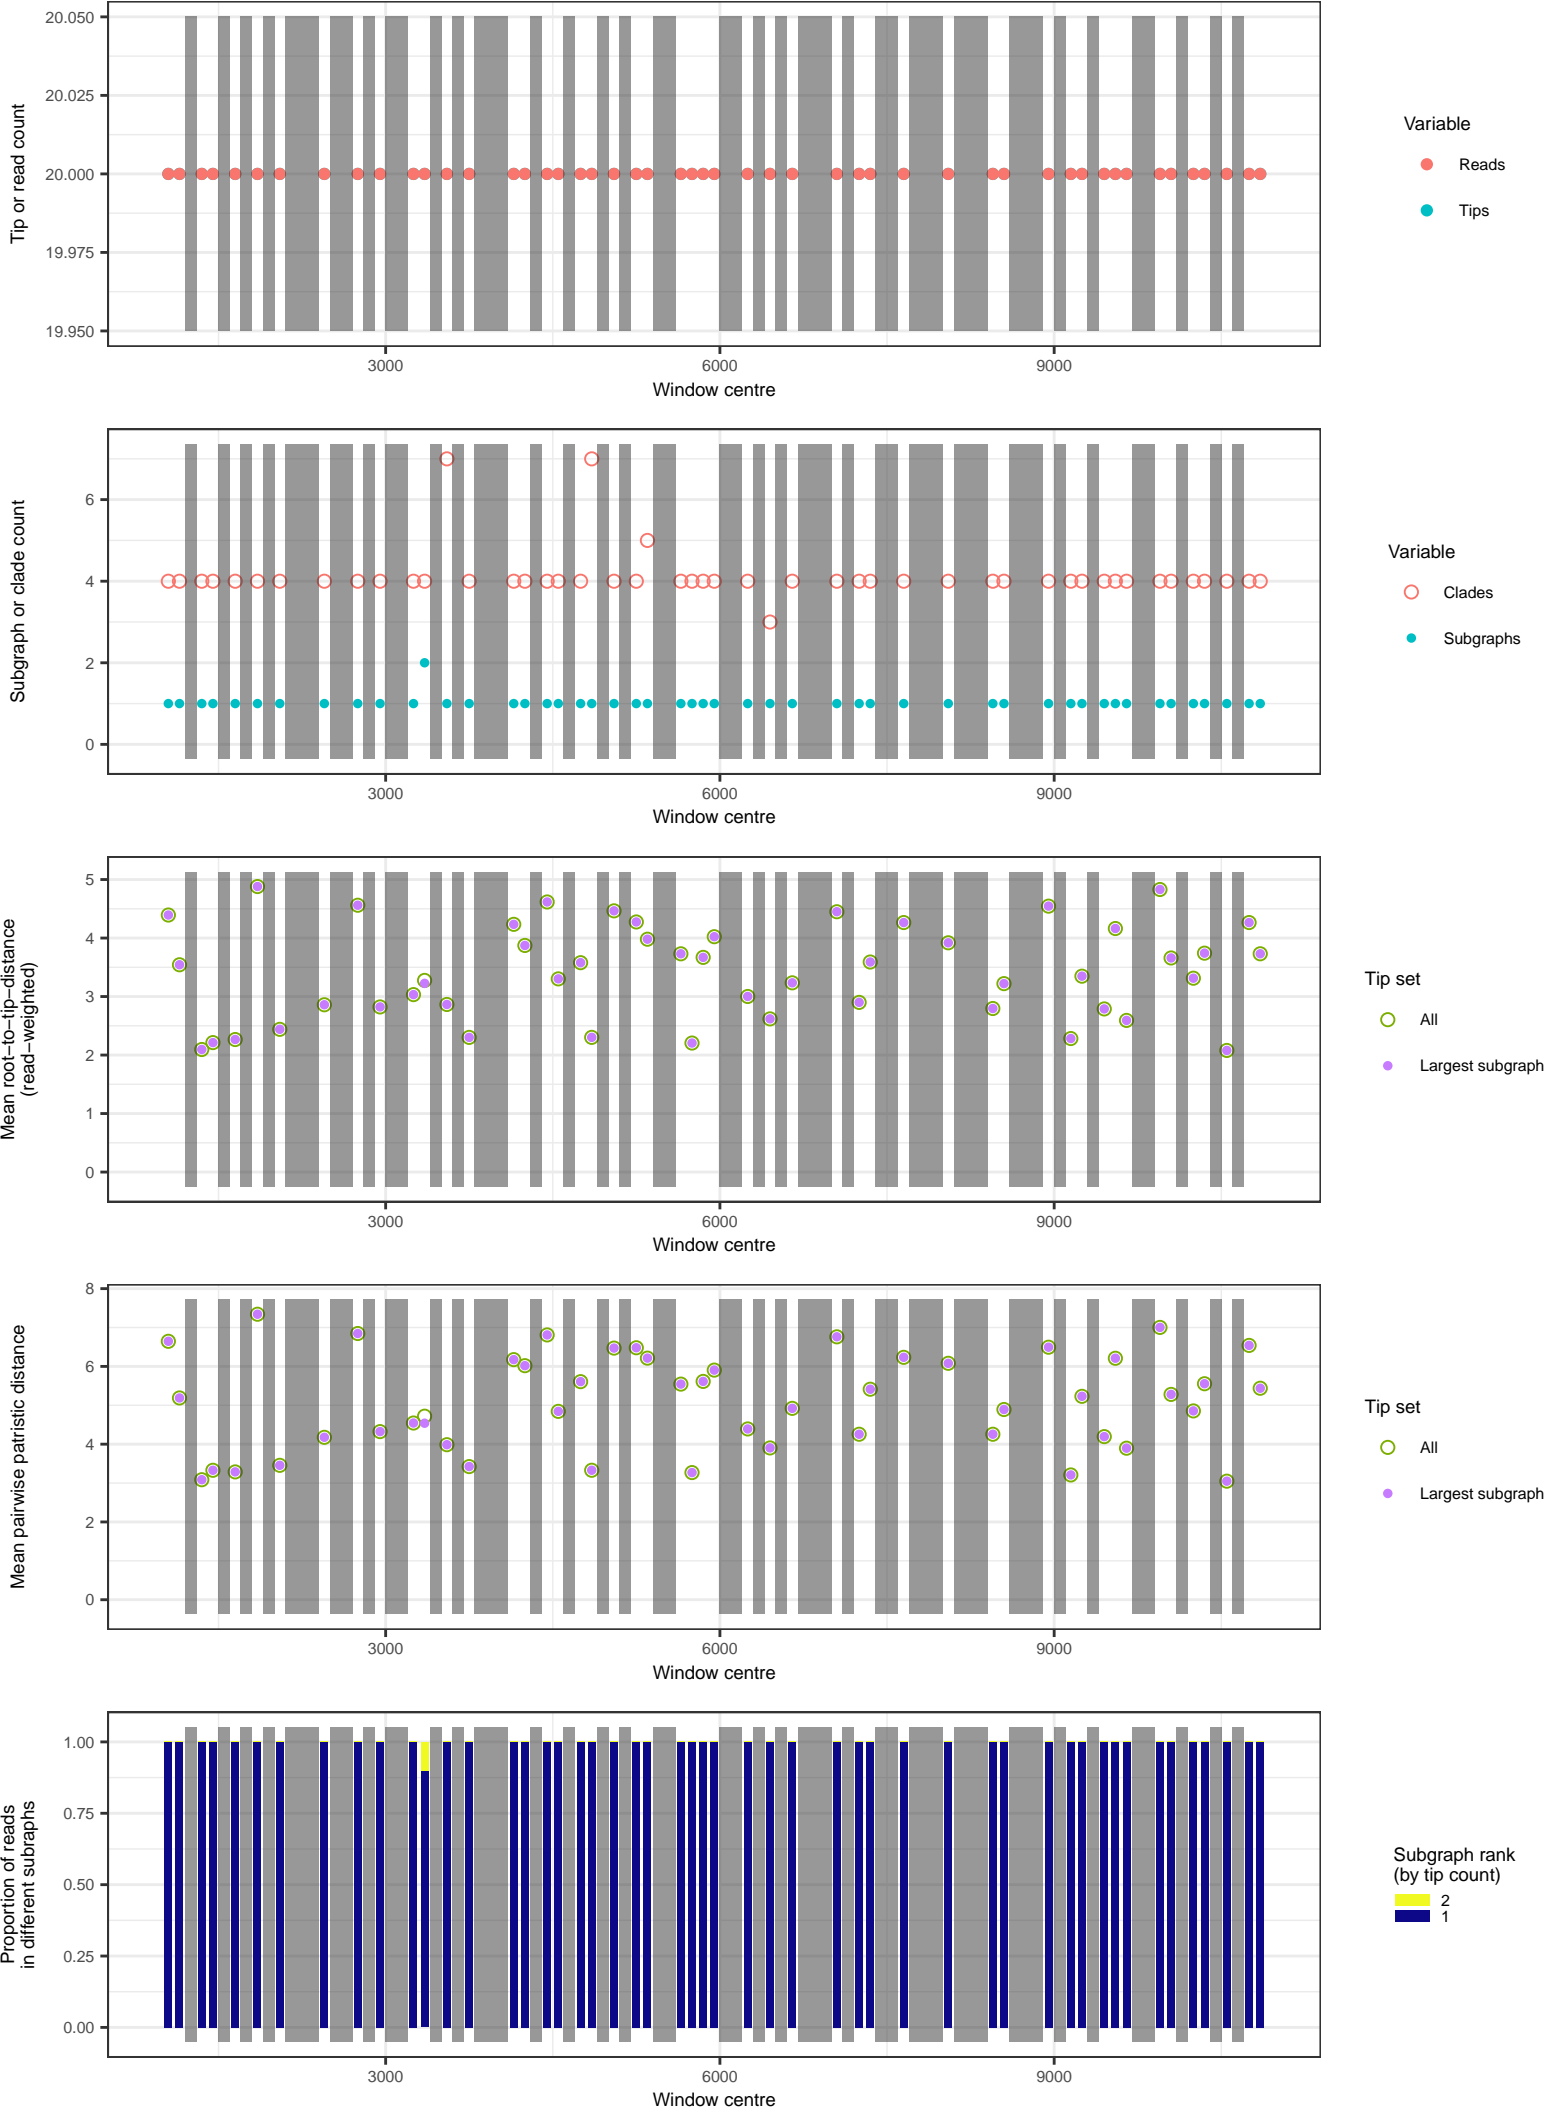 20.050
20.025
20.000
19.975
19.950
Tip or read count
3000 6000 9000
Window centre
Variable
Reads
Tips
6
4
2
0
Subgraph or clade count
3000 6000 9000
Window centre
Variable
Clades
Subgraphs
5
4
3
2
1
0
Mean root−to−tip−distance
(read−weighted)
3000 6000 9000
Window centre
Tip set
All
Largest subgraph
8
6
4
2
0
Mean pairwise patristic distance
3000 6000 9000
Window centre
Tip set
All
Largest subgraph
1.00
0.75
0.50
0.25
0.00
Proportion of reads
in different subraphs
3000 6000 9000
Window centre
Subgraph rank
(by tip count)
2
1